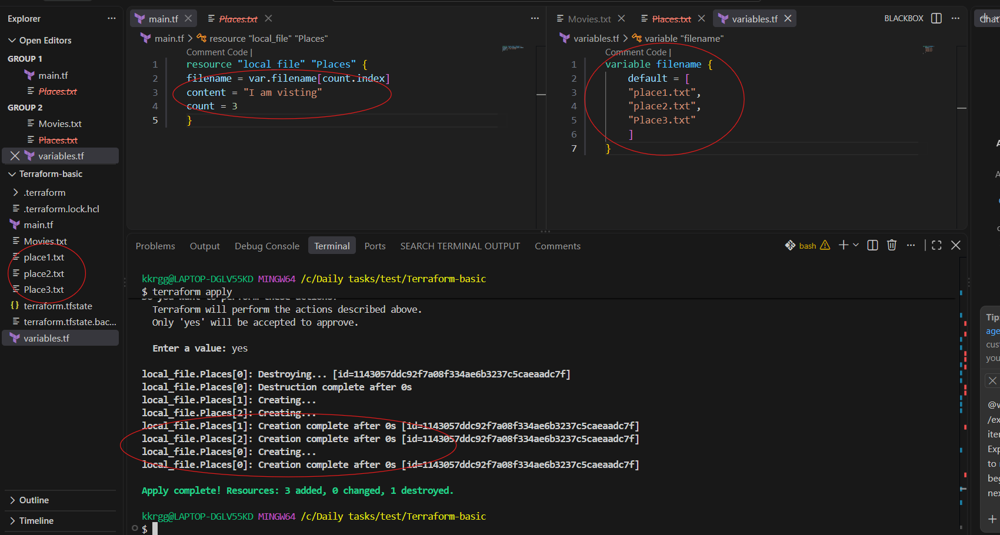 Explorer
Open Editors
GROUP 1
main.tf
Places.txt
GROUP 2
Movies.txt
Places.txt
variables.tf
Terraform-basic
.terraform
.terraform.lock.hcl
main.tf
Movies.txt
place1.txt
place2.txt
Place3.txt
terraform.tfstate
terraform.tfstate.bac...
variables.tf
Outline
Timeline
main.tf Places.txt
main.tf > resource "local_file" "Places"
Comment Code |
1 resource "local_file" "Places" {
2 filename = var.filename[count.index]
3 content = "I am visting"
4 count = 3
5 }
Movies.txt Places.txt variables.tf BLACKBOX
variables.tf > variable "filename"
Comment Code |
1 variable filename {
2 default = [
3 "place1.txt",
4 "place2.txt",
5 "Place3.txt"
6 ]
7 }
Problems Output Debug Console Terminal Ports SEARCH TERMINAL OUTPUT Comments bash
kkrgg@LAPTOP-DGLV55KD MINGW64 /c/Daily tasks/test/Terraform-basic
$ terraform apply
Do you want to perform these actions?
Terraform will perform the actions described above.
Only 'yes' will be accepted to approve.
Enter a value: yes
local_file.Places[0]: Destroying... [id=1143057ddc92f7a08f334ae6b3237c5caeaadc7f]
local_file.Places[0]: Destruction complete after 0s
local_file.Places[1]: Creating...
local_file.Places[2]: Creating...
local_file.Places[1]: Creation complete after 0s [id=1143057ddc92f7a08f334ae6b3237c5caeaadc7f]
local_file.Places[2]: Creation complete after 0s [id=1143057ddc92f7a08f334ae6b3237c5caeaadc7f]
local_file.Places[0]: Creating...
local_file.Places[0]: Creation complete after 0s [id=1143057ddc92f7a08f334ae6b3237c5caeaadc7f]
Apply complete! Resources: 3 added, 0 changed, 1 destroyed.
kkrgg@LAPTOP-DGLV55KD MINGW64 /c/Daily tasks/test/Terraform-basic
$
Chat
Tip:
age
cus
you
/ex
iter
Exp
to
beg
nex